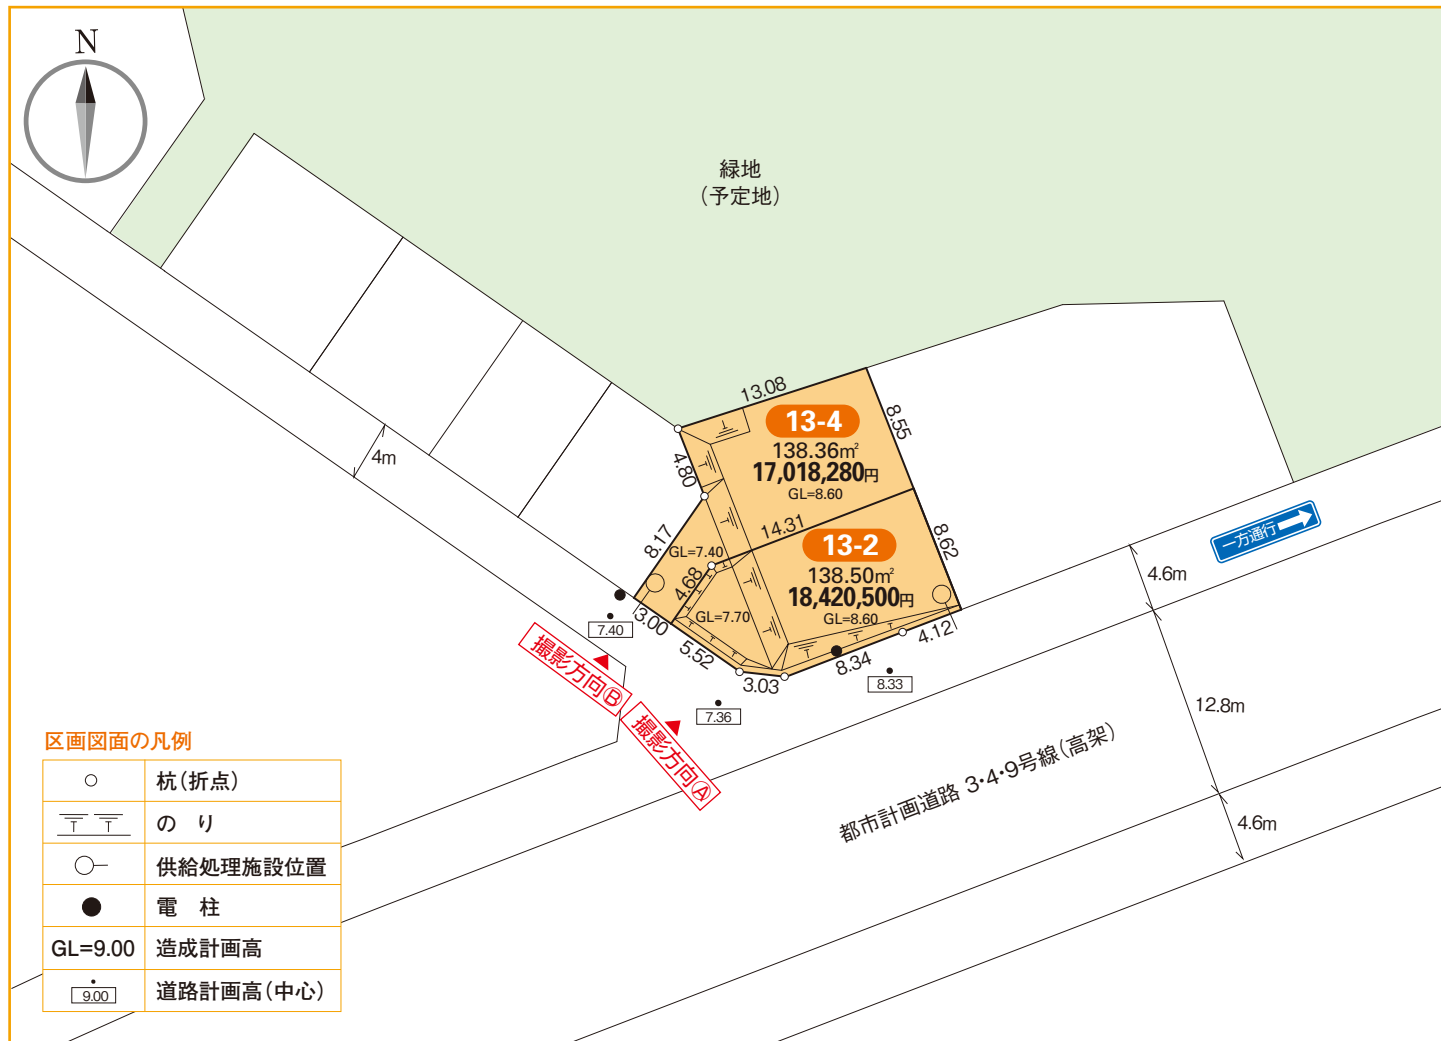 N
緑地
（予定地）
13.08
13-4
138.36㎡
17,018,280円
GL=8.60
8.55
4.80
4m
14.31
13-2
138.50㎡
18,420,500円
GL=8.60
8.62
8.17
GL=7.40
4.68
GL=7.70
一方通行
4.6m
3.00
7.40
5.52
3.03
8.34
4.12
8.33
7.36
撮影方向Ⓑ
撮影方向Ⓐ
12.8m
都市計画道路 3・4・9号線（高架）
4.6m
区画図面の凡例
杭（折点）
のり
供給処理施設位置
電柱
GL=9.00 造成計画高
9.00 道路計画高（中心）